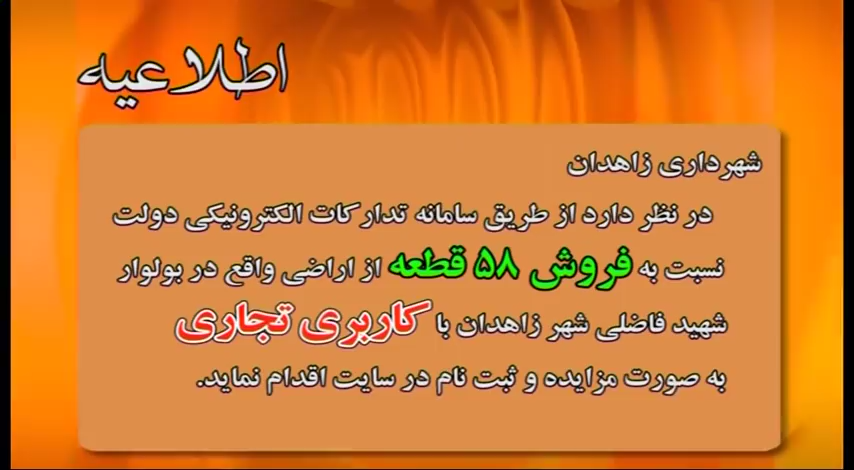 اطلاعیه
شهرداری زاهدان
در نظر دارد از طریق سامانه تدارکات الکترونیکی دولت
نسبت به فروش ۵۸ قطعه از اراضی واقع در بولوار
شهید فاضلی شهر زاهدان با کاربری تجاری
به صورت مزایده و ثبت نام در سایت اقدام نماید.